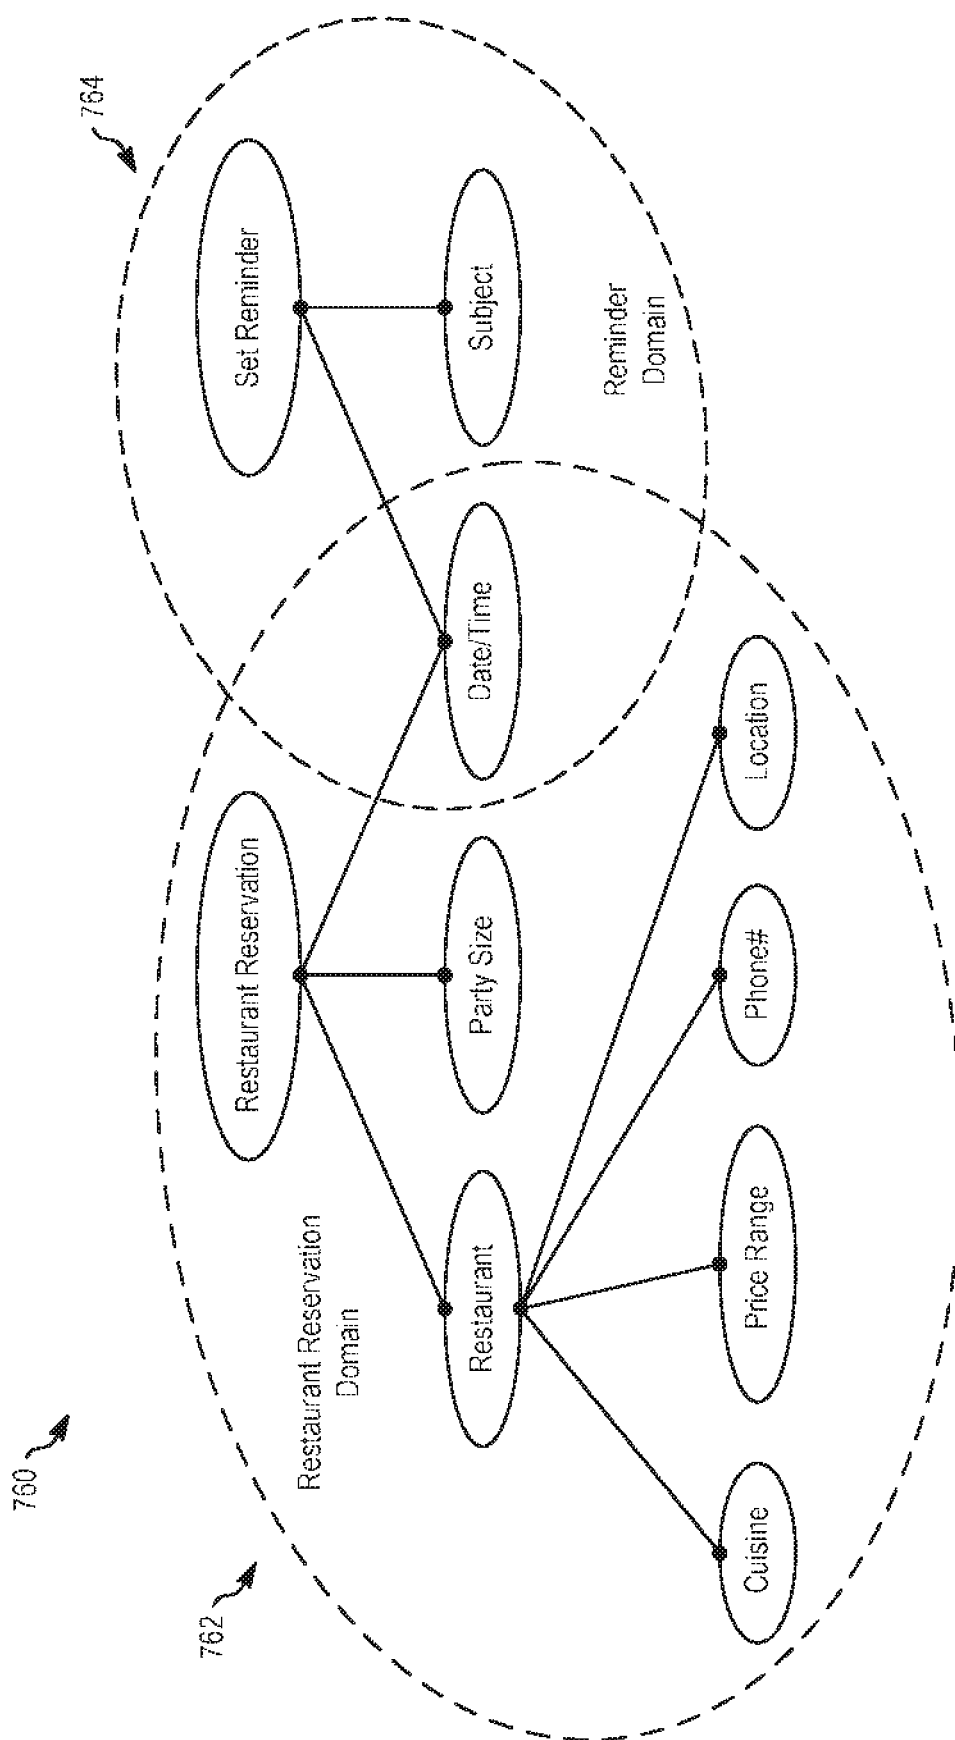 760
762
764
Restaurant Reservation
Domain
Restaurant Reservation
Set Reminder
Restaurant
Party Size
Date/Time
Subject
Reminder
Domain
Cuisine
Price Range
Phone#
Location